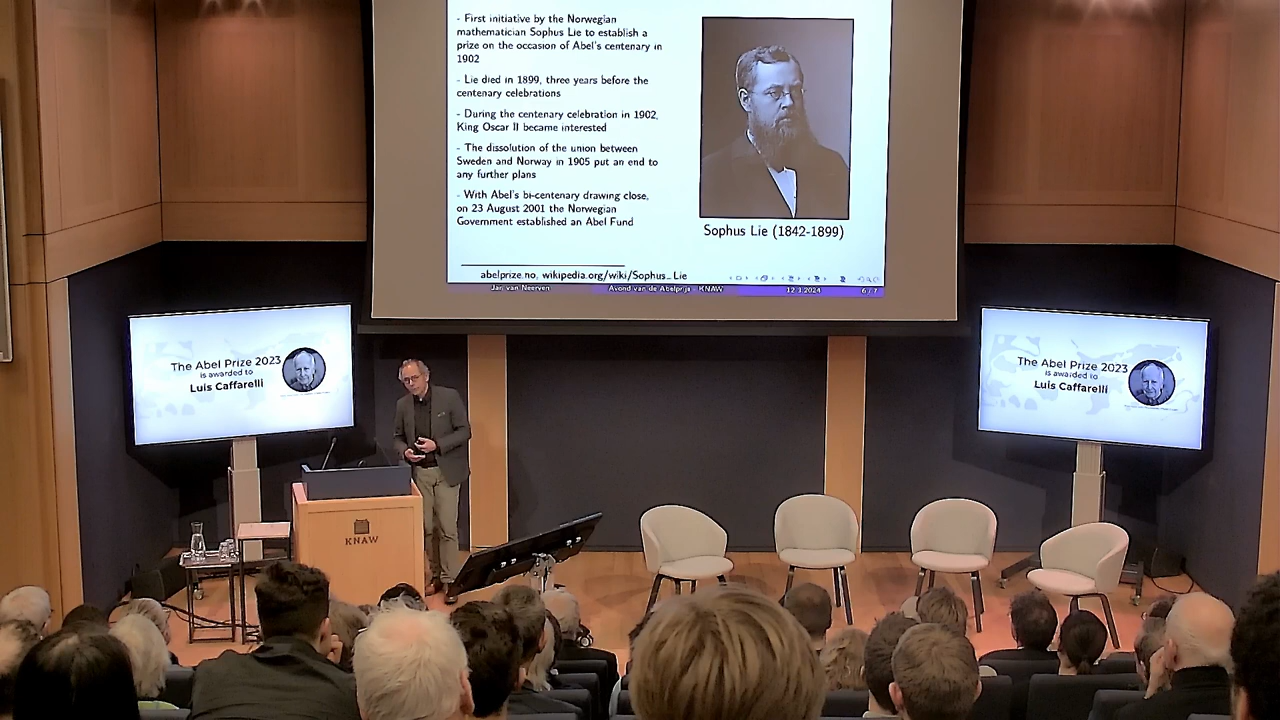 - First initiative by the Norwegian
mathematician Sophus Lie to establish a
prize on the occasion of Abel's centenary in
1902
- Lie died in 1899, three years before the
centenary celebrations
- During the centenary celebration in 1902,
King Oscar II became interested
- The dissolution of the union between
Sweden and Norway in 1905 put an end to
any further plans
- With Abel's bi-centenary drawing close,
on 23 August 2001 the Norwegian
Government established an Abel Fund
Sophus Lie (1842-1899)
abelprize.no, wikipedia.org/wiki/Sophus_Lie
Jan van Neerven Avond van de Abelprijs - KNAW 12.3.2024 6 / 7
The Abel Prize 2023
is awarded to
Luis Caffarelli
The Abel Prize 2023
is awarded to
Luis Caffarelli
KNAW